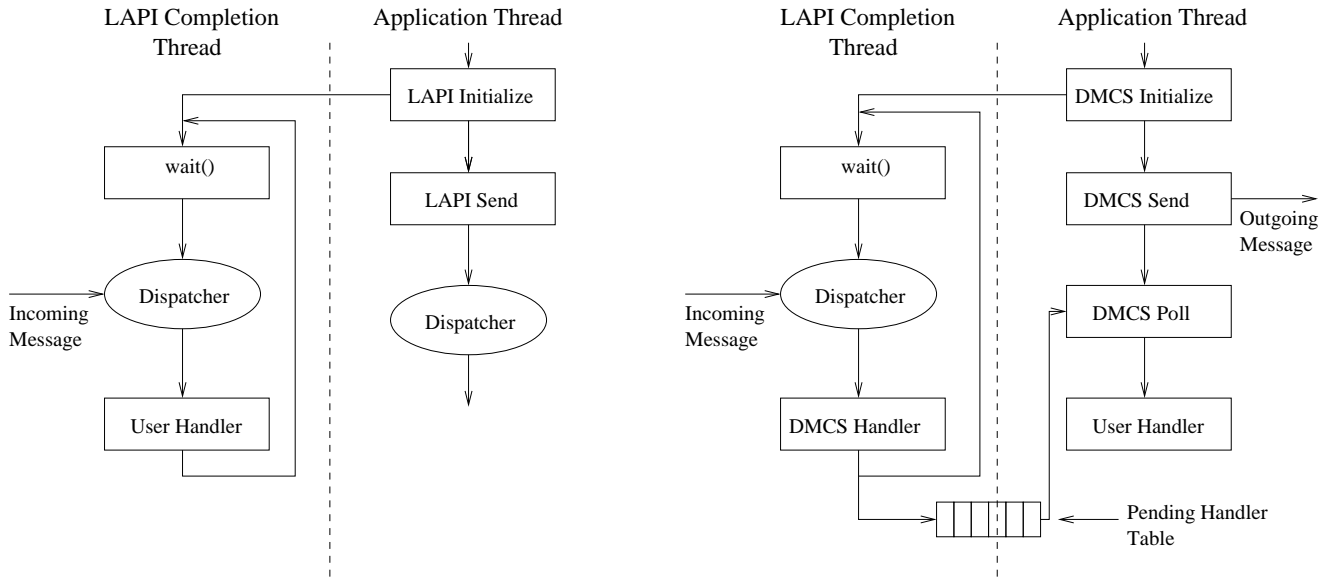 LAPI Completion
Thread
Application Thread
LAPI Initialize
wait()
LAPI Send
Dispatcher
Incoming
Message
Dispatcher
User Handler
LAPI Completion
Thread
Application Thread
DMCS Initialize
wait()
DMCS Send
Outgoing
Message
Dispatcher
Incoming
Message
DMCS Poll
DMCS Handler
User Handler
Pending Handler
Table